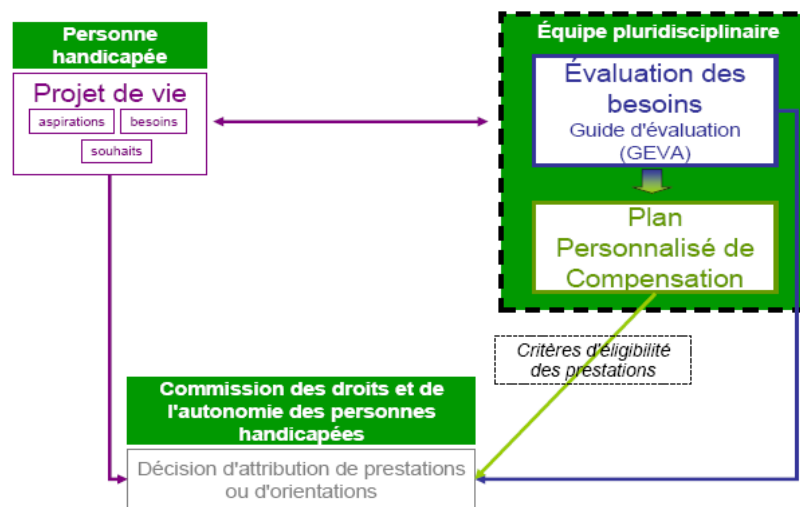 Personne
handicapée
Projet de vie
aspirations
besoins
souhaits
Équipe pluridisciplinaire
Évaluation des
besoins
Guide d'évaluation
(GEVA)
Plan
Personnalisé de
Compensation
Critères d'éligibilité
des prestations
Commission des droits et de
l'autonomie des personnes
handicapées
Décision d'attribution de prestations
ou d'orientations